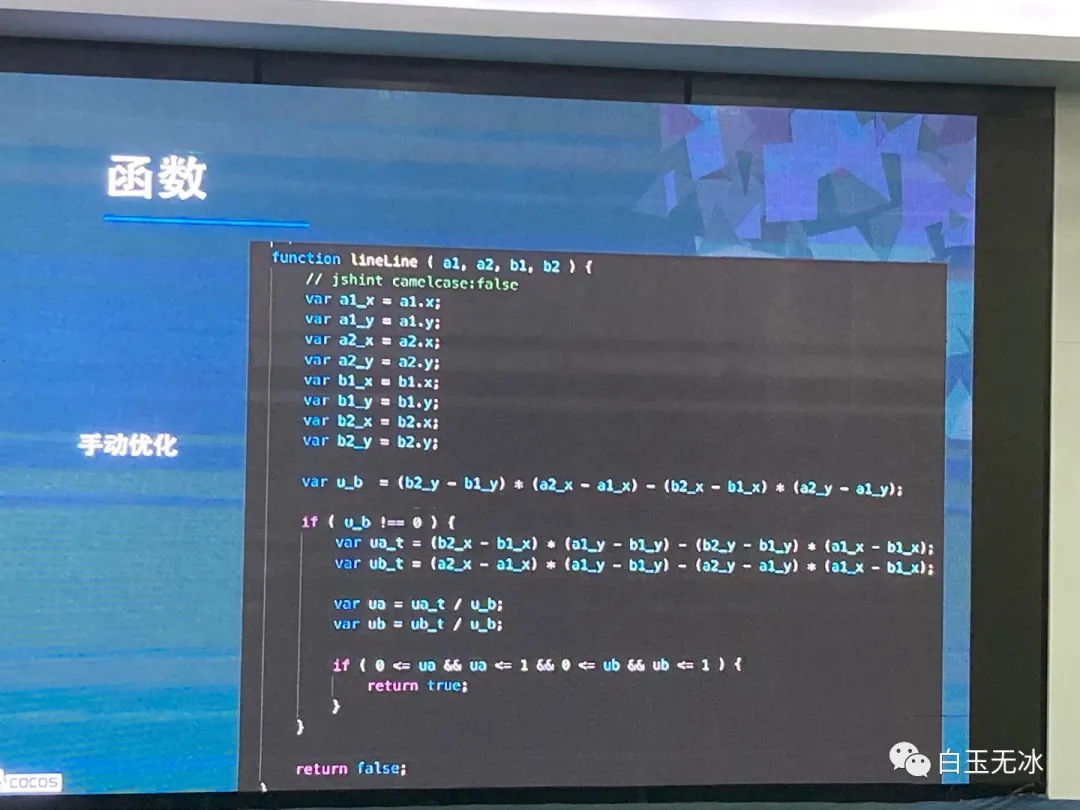 函数
function lineLine ( a1, a2, b1, b2 ) {
// jshint camelcase:false
var a1_x = a1.x;
var a1_y = a1.y;
var a2_x = a2.x;
var a2_y = a2.y;
var b1_x = b1.x;
var b1_y = b1.y;
var b2_x = b2.x;
var b2_y = b2.y;
手动优化
var u_b = (b2_y - b1_y) * (a2_x - a1_x) - (b2_x - b1_x) * (a2_y - a1_y);
if ( u_b !== 0 ) {
var ua_t = (b2_x - b1_x) * (a1_y - b1_y) - (b2_y - b1_y) * (a1_x - b1_x);
var ub_t = (a2_x - a1_x) * (a1_y - b1_y) - (a2_y - a1_y) * (a1_x - b1_x);
var ua = ua_t / u_b;
var ub = ub_t / u_b;
if ( 0 <= ua && ua <= 1 && 0 <= ub && ub <= 1 ) {
return true;
}
}
return false;
}
COCOS
白玉无冰